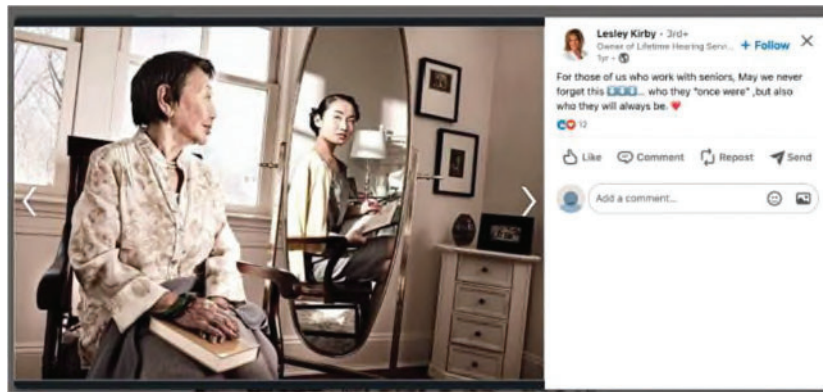 Lesley Kirby • 3rd+
Owner of Lifetime Hearing Servi...
+ Follow
1yr •
For those of us who work with seniors, May we never
forget this ⬇️⬇️⬇️... who they "once were" ,but also
who they will always be. ❤️
12
Like Comment Repost Send
Add a comment...